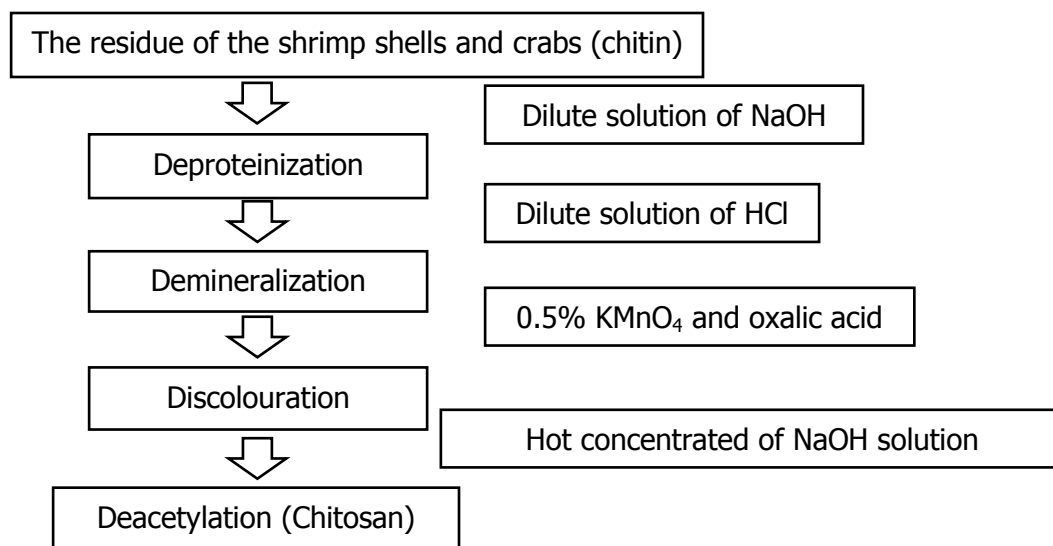 The residue of the shrimp shells and crabs (chitin)
Dilute solution of NaOH
Deproteinization
Dilute solution of HCl
Demineralization
0.5% KMnO₄ and oxalic acid
Discolouration
Hot concentrated of NaOH solution
Deacetylation (Chitosan)